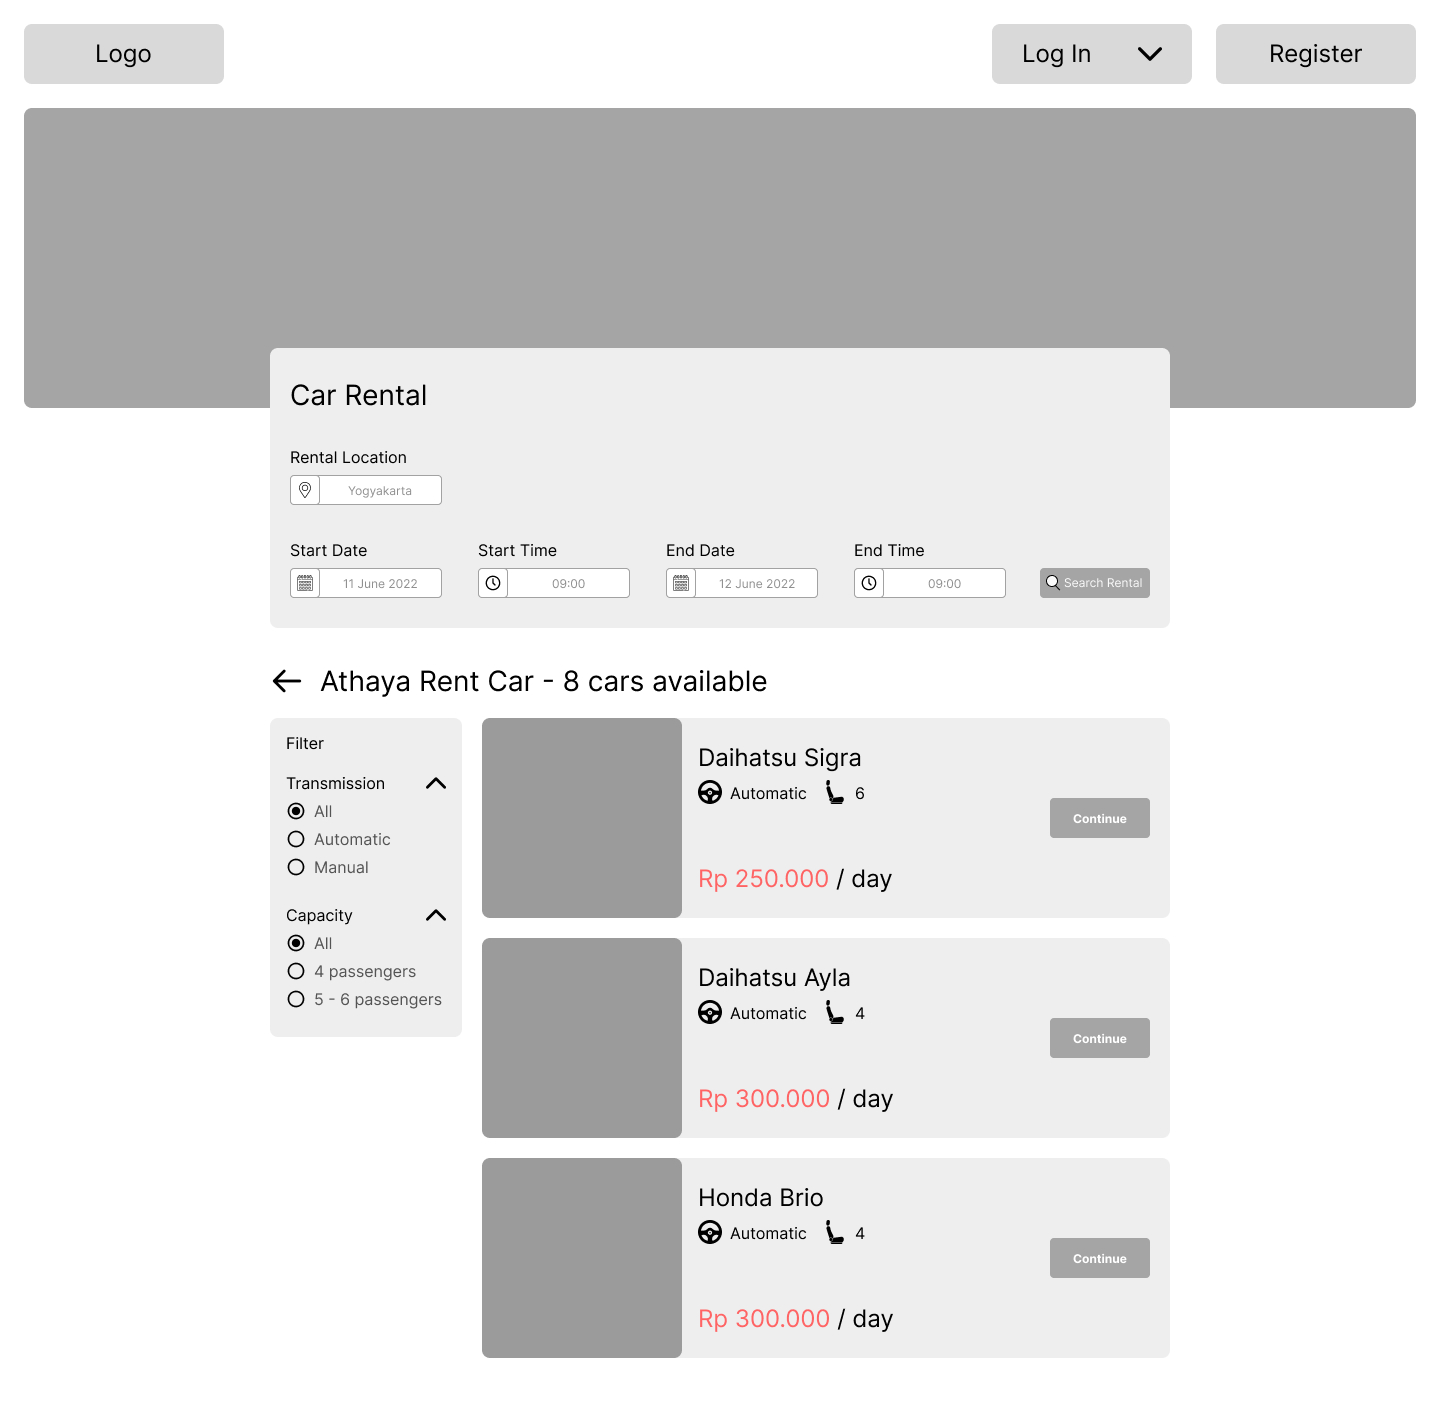 Logo
Log In
Register
Car Rental
Rental Location
Yogyakarta
Start Date
Start Time
End Date
End Time
11 June 2022
09:00
12 June 2022
09:00
Search Rental
Athaya Rent Car - 8 cars available
Filter
Transmission
All
Automatic
Manual
Capacity
All
4 passengers
5 - 6 passengers
Daihatsu Sigra
Automatic 6
Continue
Rp 250.000 / day
Daihatsu Ayla
Automatic 4
Continue
Rp 300.000 / day
Honda Brio
Automatic 4
Continue
Rp 300.000 / day